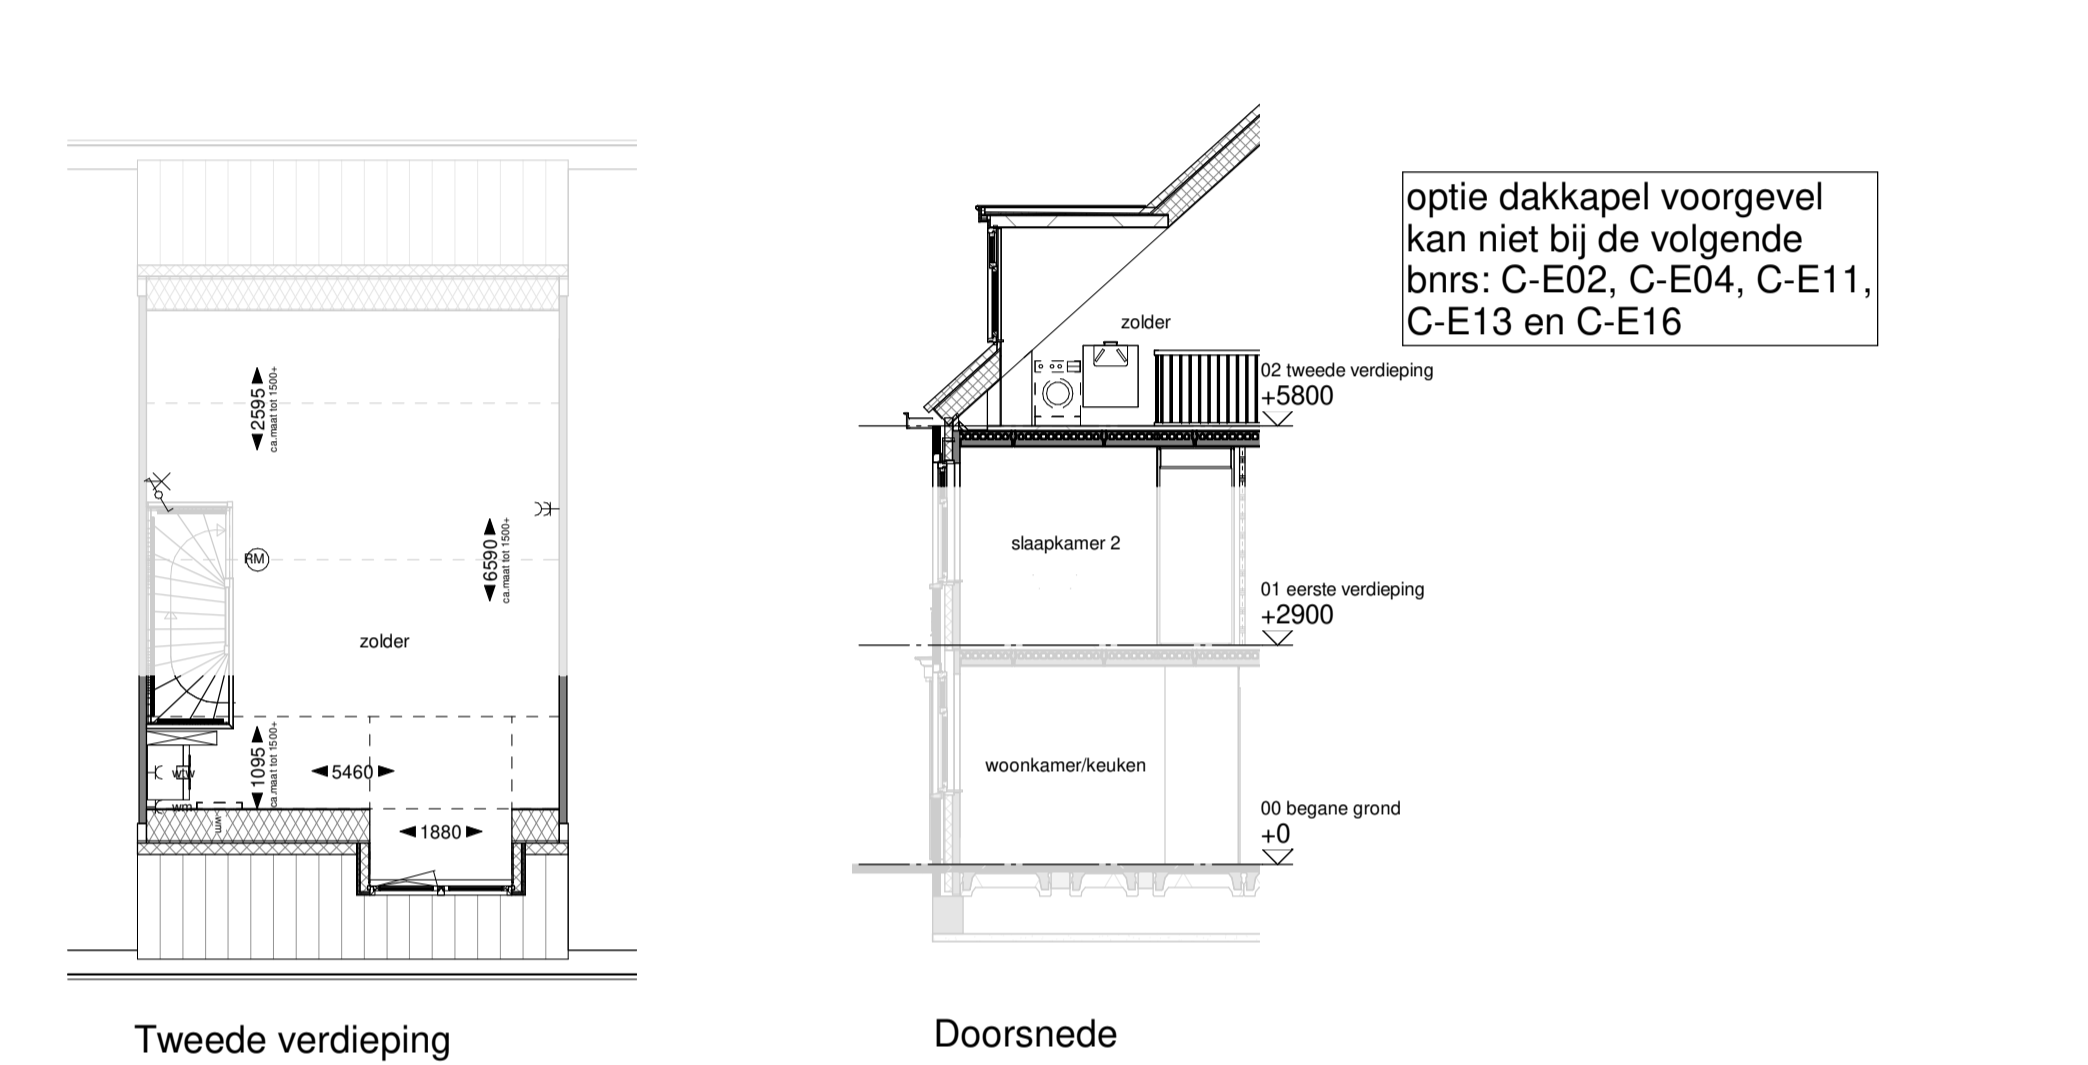 2595
ca.maat tot 1500+
RM
6590
ca.maat tot 1500+
zolder
1095
ca.maat tot 1500+
5460
wtw
wm
wm
1880
Tweede verdieping
zolder
slaapkamer 2
woonkamer/keuken
02 tweede verdieping
+5800
01 eerste verdieping
+2900
00 begane grond
+0
Doorsnede
optie dakkapel voorgevel
kan niet bij de volgende
bnrs: C-E02, C-E04, C-E11,
C-E13 en C-E16